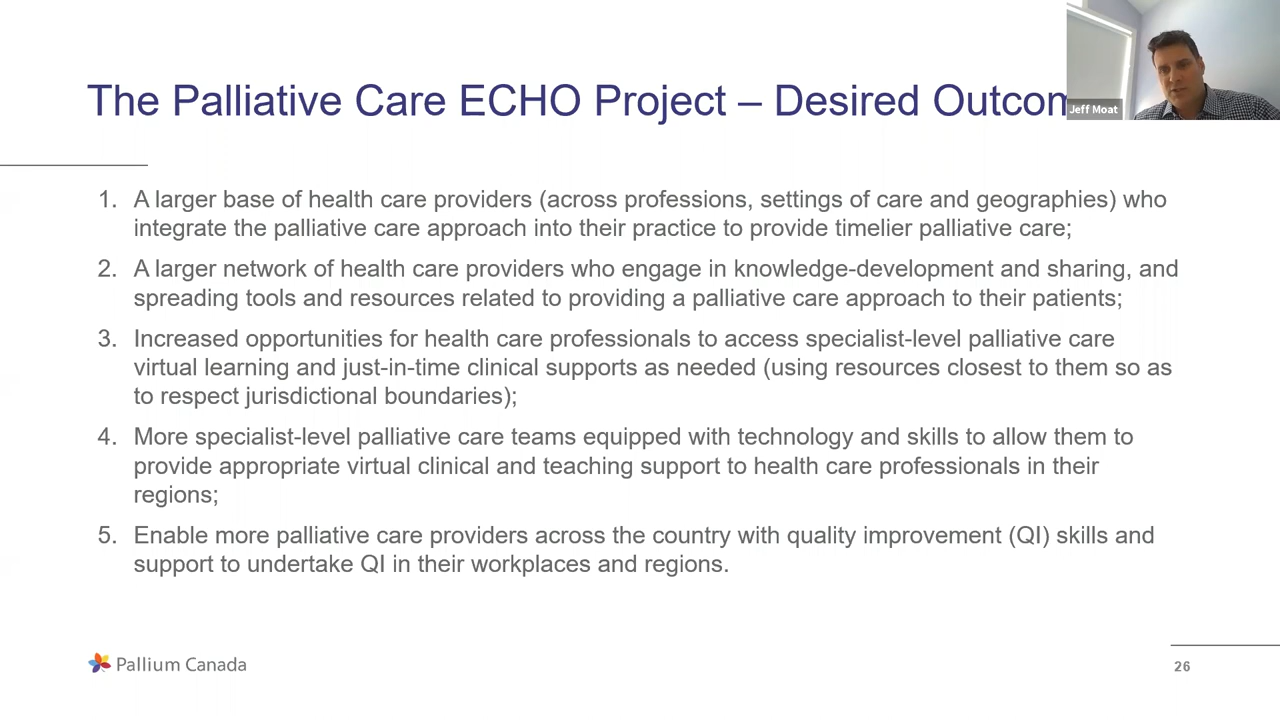 The Palliative Care ECHO Project – Desired Outcom
Jeff Moat
1. A larger base of health care providers (across professions, settings of care and geographies) who
integrate the palliative care approach into their practice to provide timelier palliative care;
2. A larger network of health care providers who engage in knowledge-development and sharing, and
spreading tools and resources related to providing a palliative care approach to their patients;
3. Increased opportunities for health care professionals to access specialist-level palliative care
virtual learning and just-in-time clinical supports as needed (using resources closest to them so as
to respect jurisdictional boundaries);
4. More specialist-level palliative care teams equipped with technology and skills to allow them to
provide appropriate virtual clinical and teaching support to health care professionals in their
regions;
5. Enable more palliative care providers across the country with quality improvement (QI) skills and
support to undertake QI in their workplaces and regions.
Pallium Canada
26